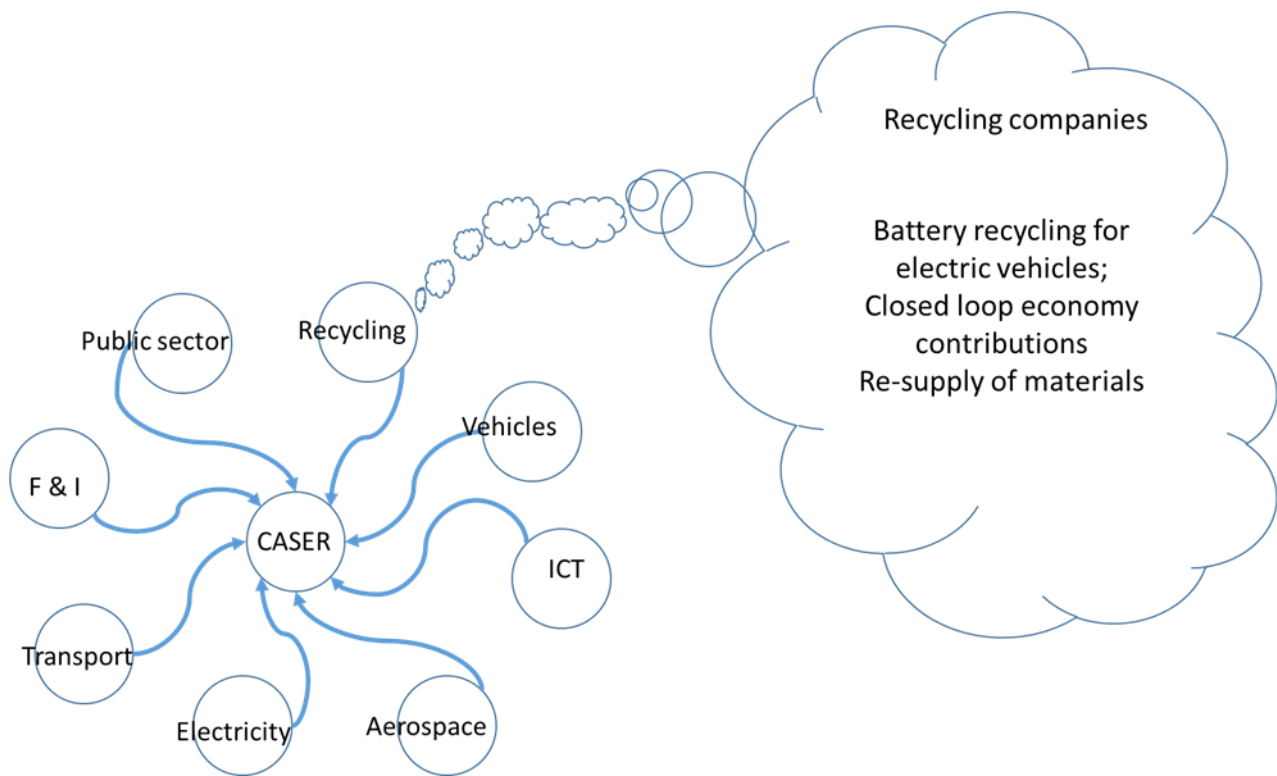 Recycling companies
Battery recycling for
electric vehicles;
Closed loop economy
contributions
Re-supply of materials
Public sector
Recycling
Vehicles
F & I
CASER
ICT
Transport
Electricity
Aerospace